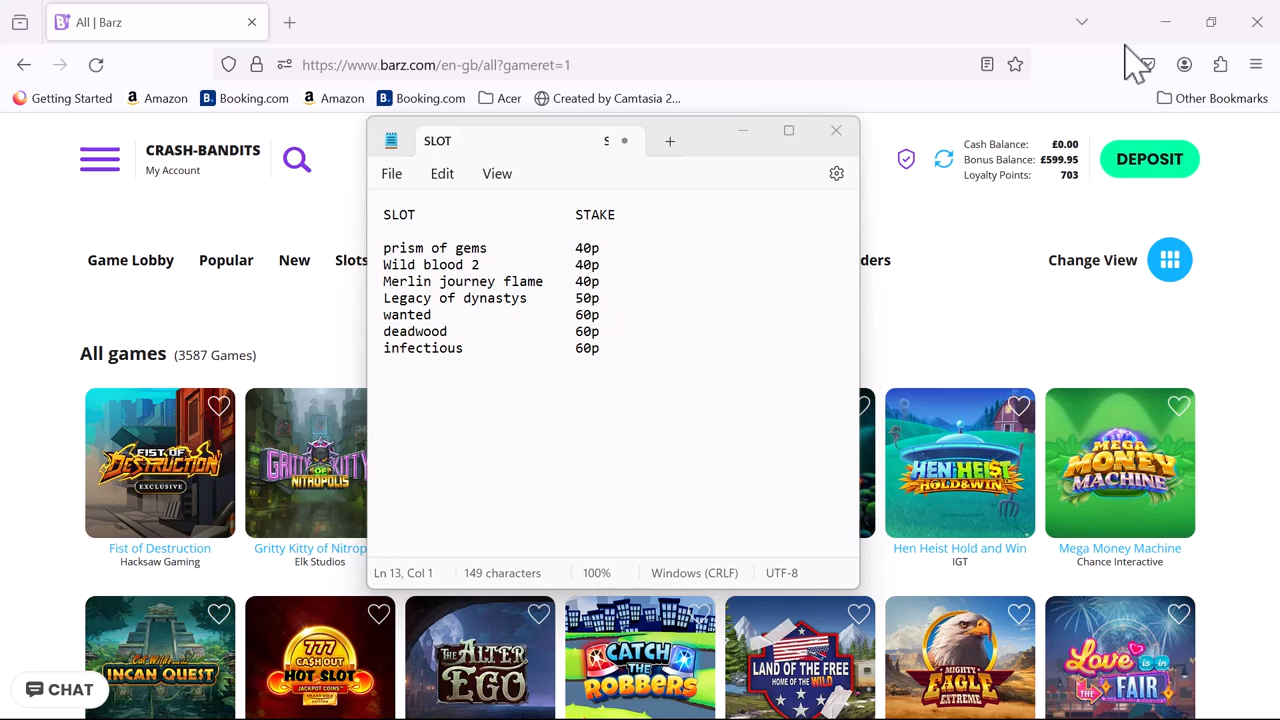 All | Barz
https://www.barz.com/en-gb/all?gameret=1
Getting Started
Amazon
Booking.com
Amazon
Booking.com
Acer
Created by Camtasia 2...
Other Bookmarks
SLOT S
File Edit View
SLOT STAKE
prism of gems 40p
Wild blood 2 40p
Merlin journey flame 40p
Legacy of dynastys 50p
wanted 60p
deadwood 60p
infectious 60p
Ln 13, Col 1 149 characters 100% Windows (CRLF) UTF-8
CRASH-BANDITS
My Account
Cash Balance: £0.00
Bonus Balance: £599.95
Loyalty Points: 703
DEPOSIT
Game Lobby Popular New Slots
ders
Change View
All games (3587 Games)
FIST OF
DESTRUCTION
EXCLUSIVE
Fist of Destruction
Hacksaw Gaming
GRITTY KITTY
OF
NITROPOLIS
Gritty Kitty of Nitrop
Elk Studios
HEN HEIST
HOLD&WIN
Hen Heist Hold and Win
IGT
MEGA
MONEY
MACHINE
Mega Money Machine
Chance Interactive
Cat Wilde and the
INCAN QUEST
777
CASH OUT
HOT SLOT
JACKPOT COINS
THE ALTER
EGO
CATCH
THE
ROBBERS
LAND OF THE FREE
HOME OF THE WILD
MIGHTY
EAGLE
EXTREME
Love is in
THE FAIR
CHAT